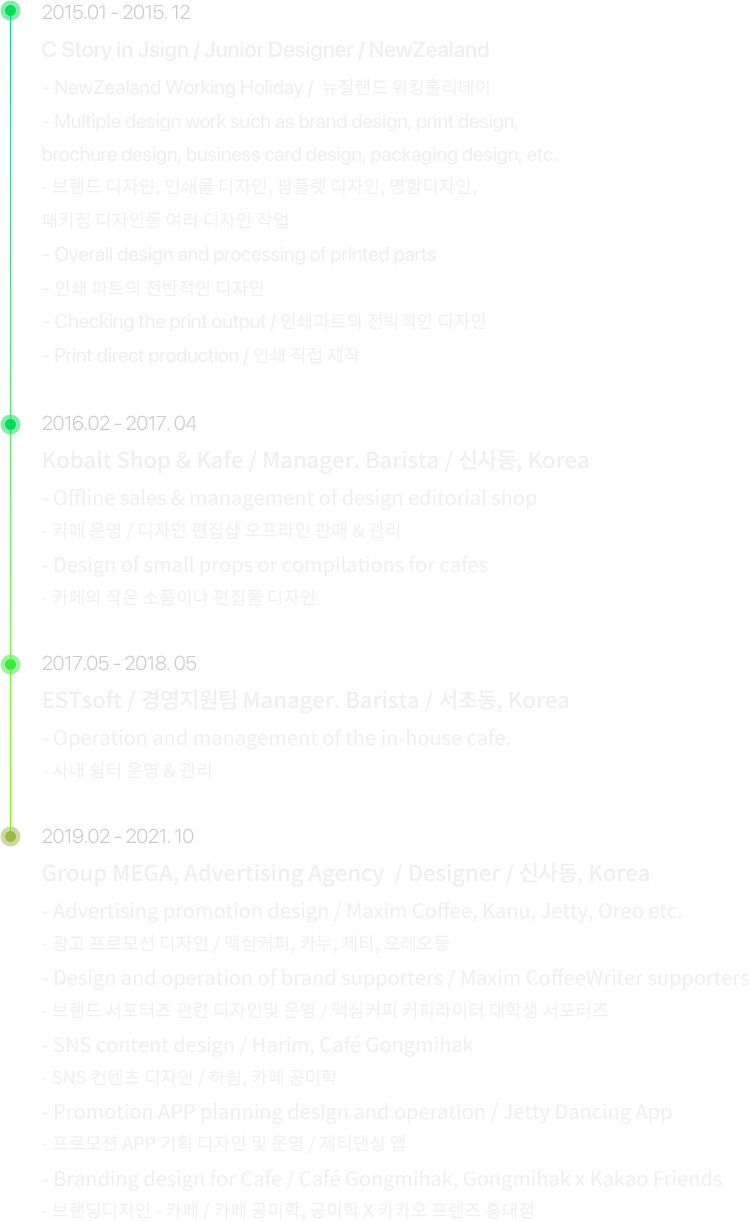 2015.01 - 2015. 12
C Story in Jsign / Junior Designer / NewZealand
- NewZealand Working Holiday / 뉴질랜드 워킹홀리데이
- Multiple design work such as brand design, print design,
brochure design, business card design, packaging design, etc.
- 브랜드 디자인, 인쇄물 디자인, 팜플렛 디자인, 명함디자인,
패키징 디자인등 여러 디자인 작업
- Overall design and processing of printed parts
- 인쇄 파트의 전반적인 디자인
- Checking the print output / 인쇄파트의 전박적인 디자인
- Print direct production / 인쇄 직접 제작
2016.02 - 2017. 04
Kobalt Shop & Kafe / Manager. Barista / 신사동, Korea
- Offline sales & management of design editorial shop
- 카페 운영 / 디자인 편집샵 오프라인 판매 & 관리
- Design of small props or compilations for cafes
- 카페의 작은 소품이나 편집물 디자인
2017.05 - 2018. 05
ESTsoft / 경영지원팀 Manager. Barista / 서초동, Korea
- Operation and management of the in-house cafe.
- 사내 쉼터 운영 & 관리
2019.02 - 2021. 10
Group MEGA, Advertising Agency / Designer / 신사동, Korea
- Advertising promotion design / Maxim Coffee, Kanu, Jetty, Oreo etc.
- 광고 프로모션 디자인 / 맥심커피, 카누, 제티, 오레오등
- Design and operation of brand supporters / Maxim CoffeeWriter supporters
- 브랜드 서포터즈 관련 디자인및 운영 / 맥심커피 커피라이터 대학생 서포터즈
- SNS content design / Harim, Café Gongmihak
- SNS 컨텐츠 디자인 / 하림, 카페 공미학
- Promotion APP planning design and operation / Jetty Dancing App
- 프로모션 APP 기획 디자인 및 운영 / 제티댄싱 앱
- Branding design for Cafe / Café Gongmihak, Gongmihak x Kakao Friends
- 브랜딩디자인 - 카페 / 카페 공미학, 공미학 X 카카오 프렌즈 홍대점